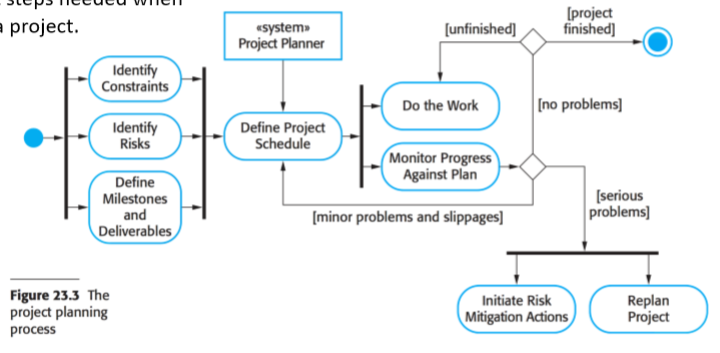 steps needed when
a project.
«system»
Project Planner
[unfinished]
[project
finished]
Identify
Constraints
Do the Work
[no problems]
Identify
Risks
Define Project
Schedule
Monitor Progress
Against Plan
Define
Milestones
and
Deliverables
[minor problems and slippages]
[serious
problems]
Initiate Risk
Mitigation Actions
Replan
Project
Figure 23.3 The
project planning
process